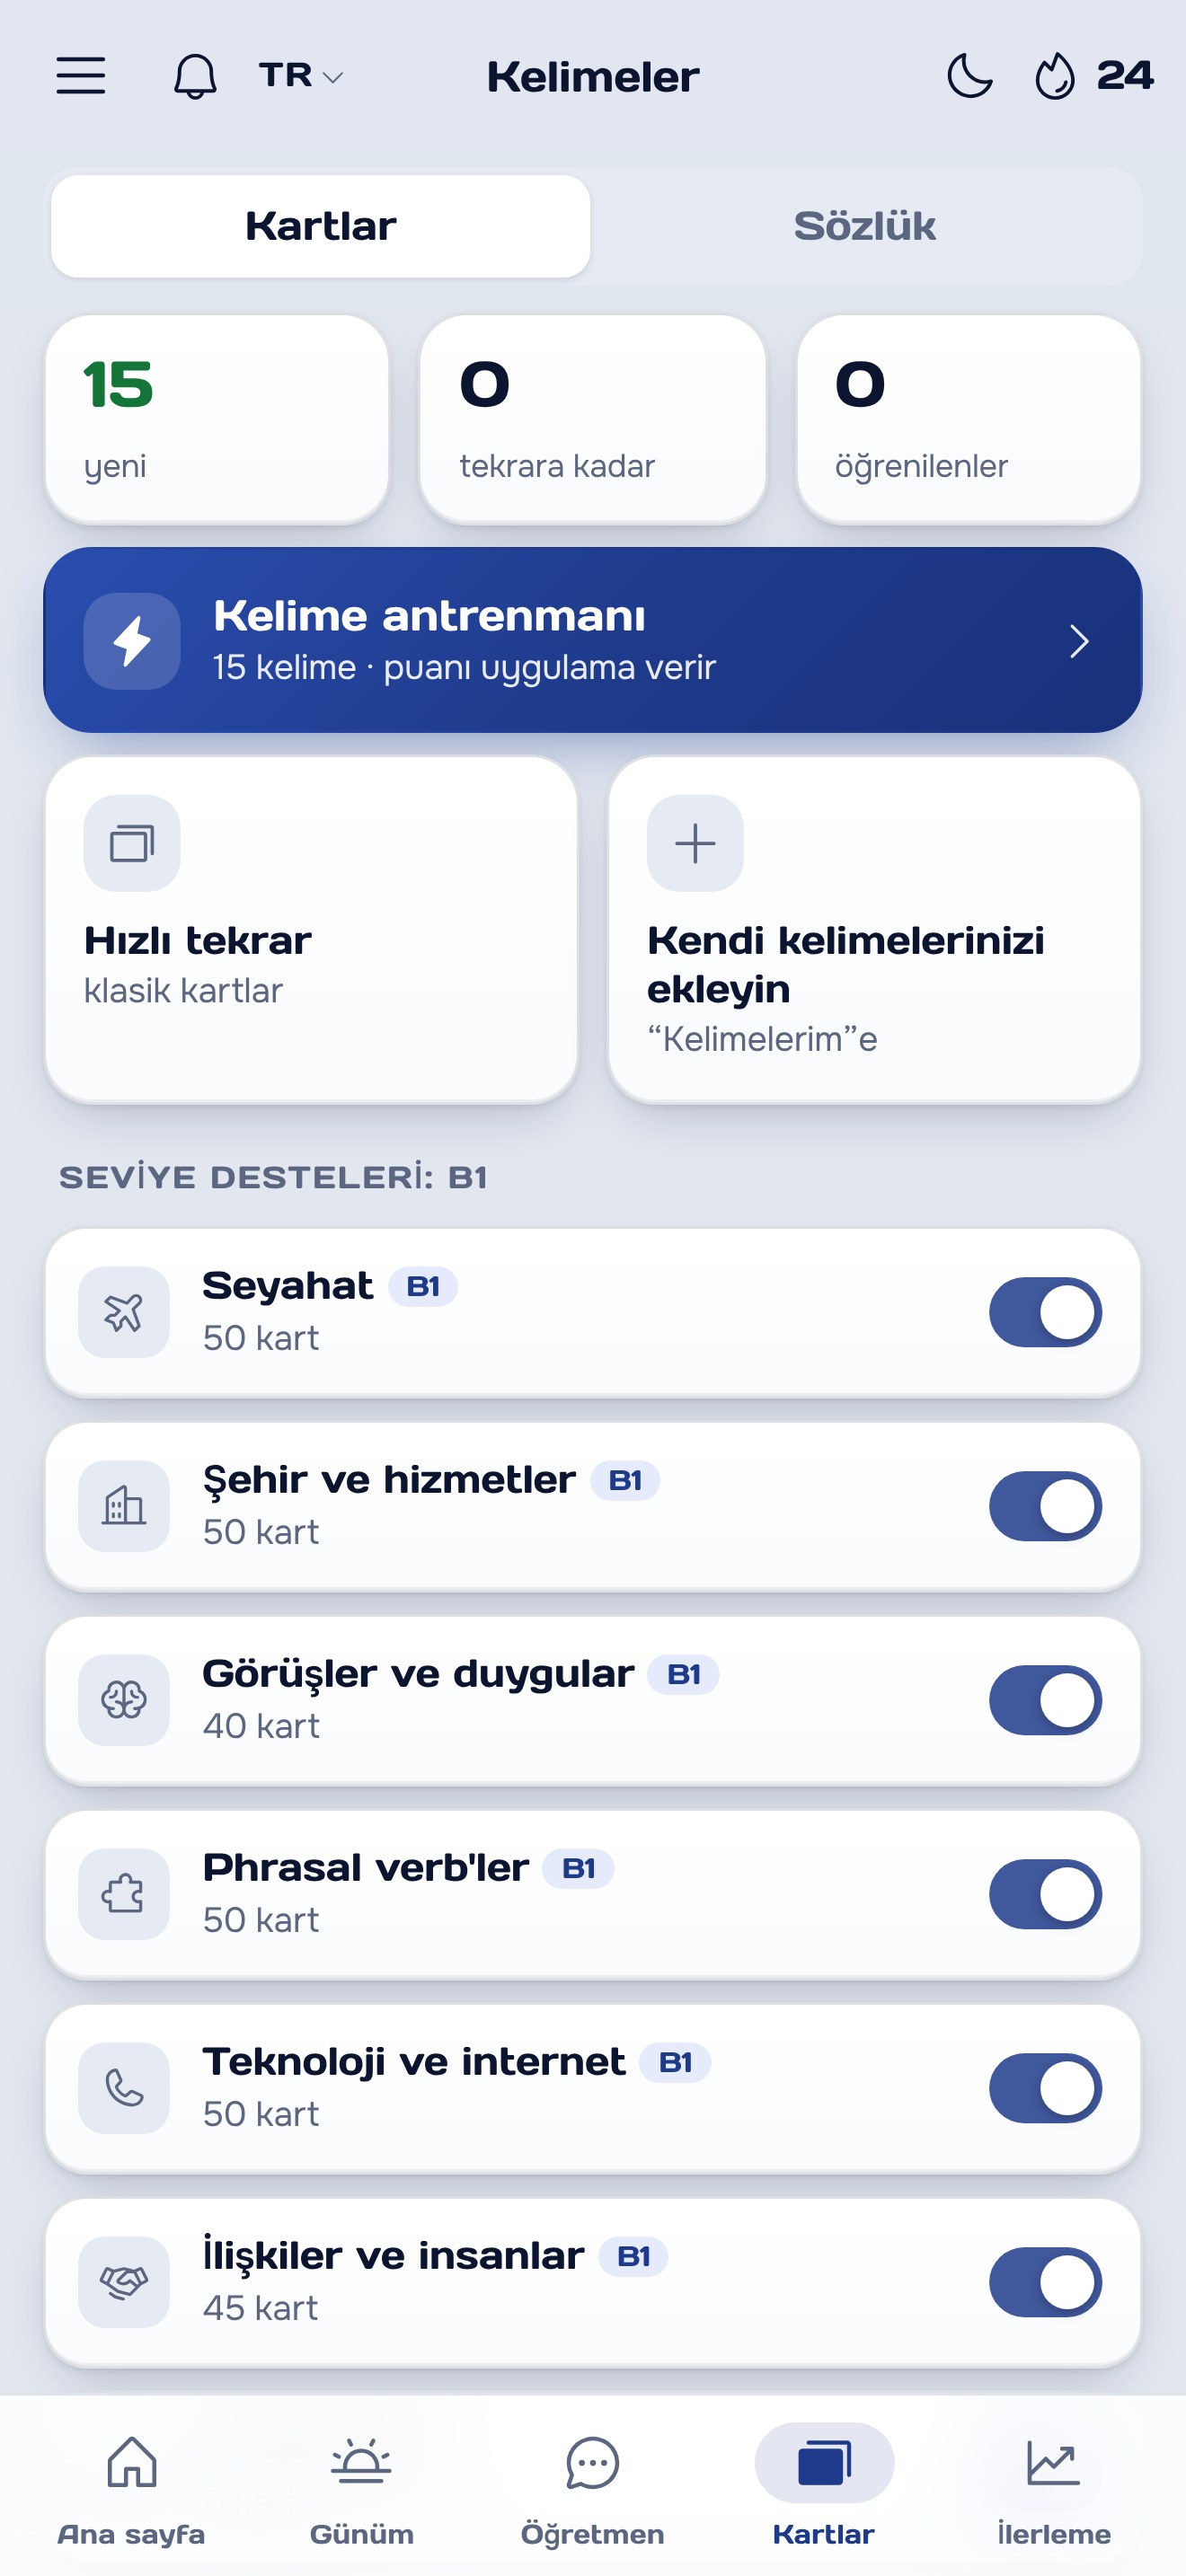 TR
Kelimeler
24
Kartlar
Sözlük
15
0
0
yeni
tekrara kadar
öğrenilenler
Kelime antrenmanı
15 kelime · puanı uygulama verir
Hızlı tekrar
klasik kartlar
Kendi kelimelerinizi
ekleyin
“Kelimelerim”e
SEVİYE DESTELERİ: B1
Seyahat B1
50 kart
Şehir ve hizmetler B1
50 kart
Görüşler ve duygular B1
40 kart
Phrasal verb'ler B1
50 kart
Teknoloji ve internet B1
50 kart
İlişkiler ve insanlar B1
45 kart
Ana sayfa
Günüm
Öğretmen
Kartlar
İlerleme